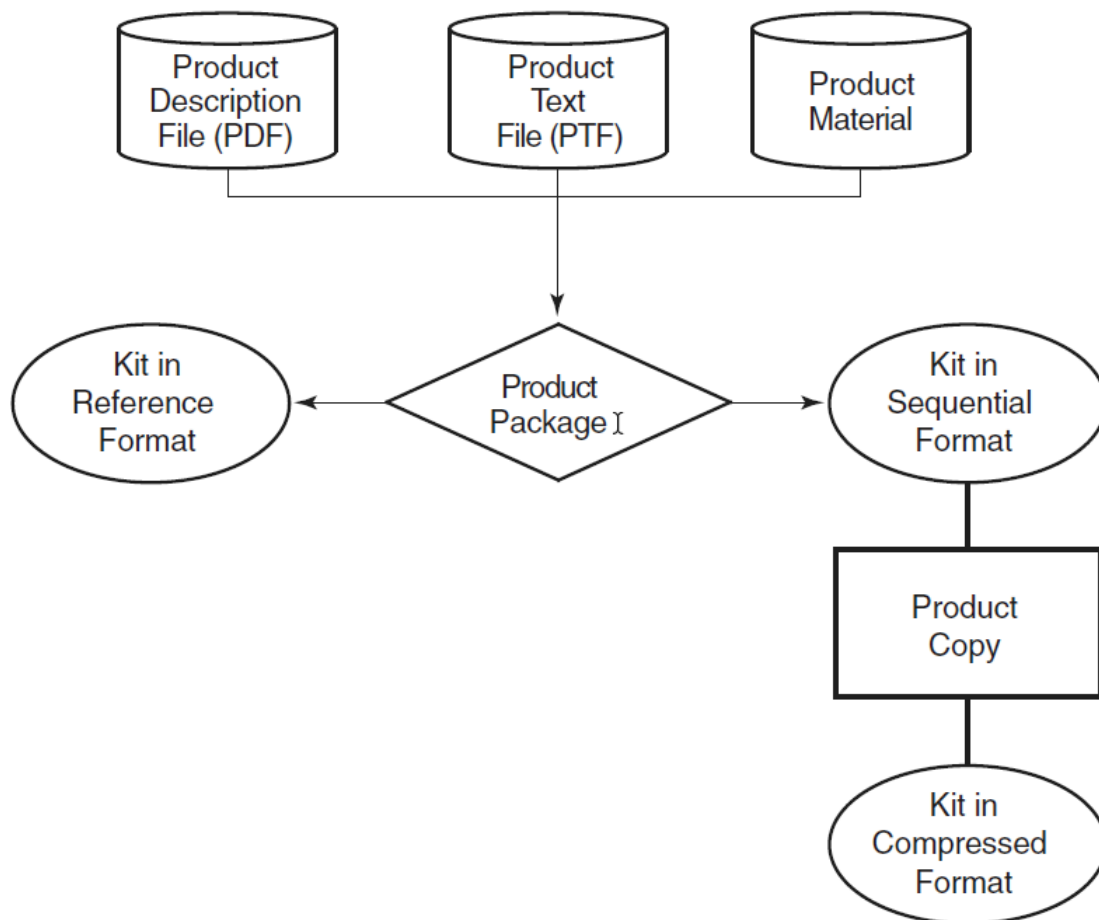 Product
Description
File (PDF)
Product
Text
File (PTF)
Product
Material
Kit in
Reference
Format
Product
Package
Kit in
Sequential
Format
Product
Copy
Kit in
Compressed
Format